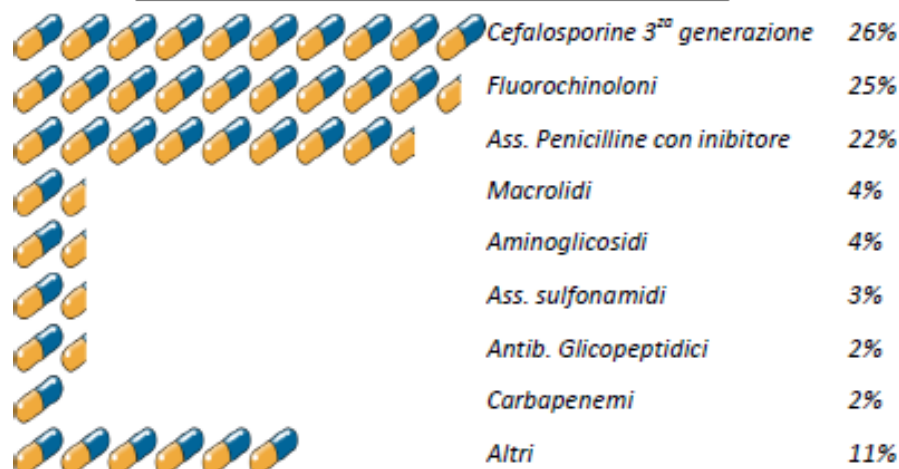 Cefalosporine 3ᶻᵃ generazione 26%
Fluorochinoloni 25%
Ass. Penicilline con inibitore 22%
Macrolidi 4%
Aminoglicosidi 4%
Ass. sulfonamidi 3%
Antib. Glicopeptidici 2%
Carbapenemi 2%
Altri 11%